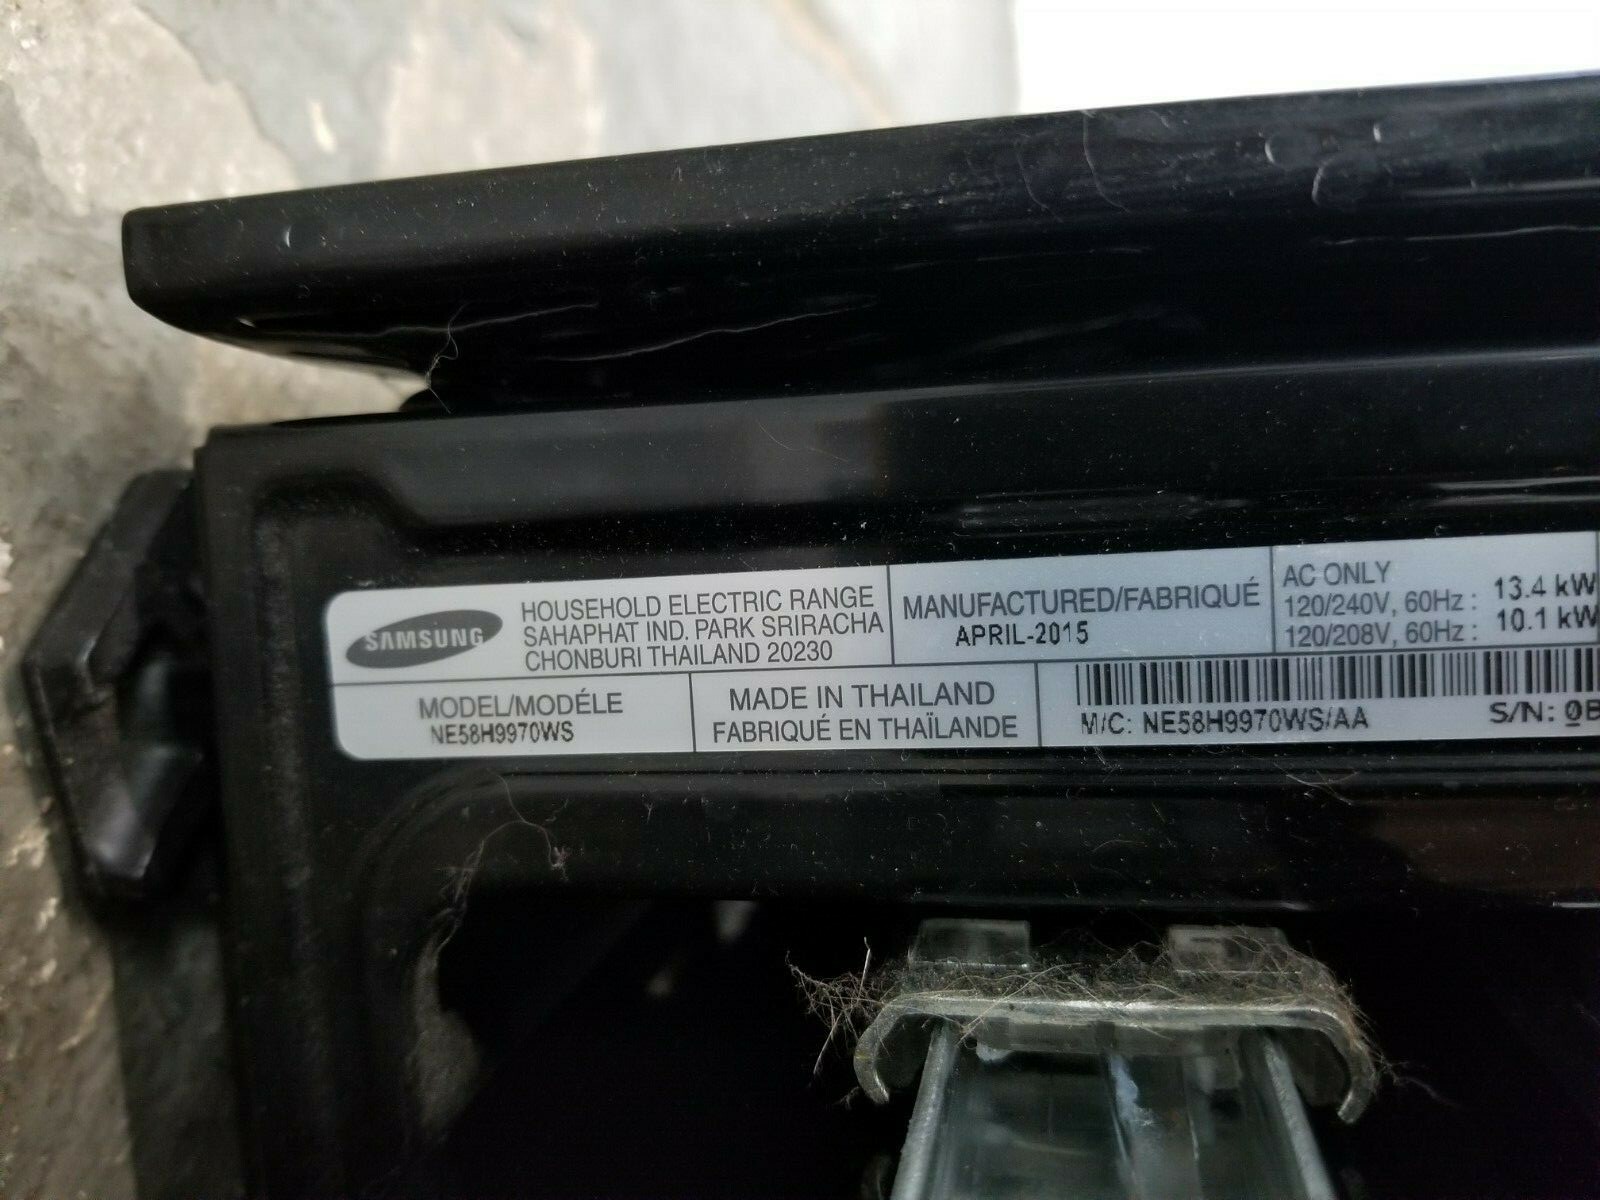 SAMSUNG
HOUSEHOLD ELECTRIC RANGE
SAHAPHAT IND. PARK SRIRACHA
CHONBURI THAILAND 20230
MANUFACTURED/FABRIQUÉ
APRIL-2015
AC ONLY
120/240V, 60Hz : 13.4 kW
120/208V, 60Hz : 10.1 kW
MODEL/MODÉLE
NE58H9970WS
MADE IN THAILAND
FABRIQUÉ EN THAÏLANDE
M/C: NE58H9970WS/AA S/N: 0B